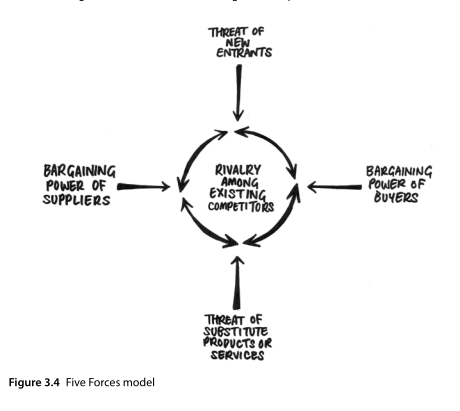 THREAT OF
NEW
ENTRANTS
BARGAINING
POWER OF
SUPPLIERS
RIVALRY
AMONG
EXISTING
COMPETITORS
BARGAINING
POWER OF
BUYERS
THREAT OF
SUBSTITUTE
PRODUCTS OR
SERVICES
Figure 3.4 Five Forces model